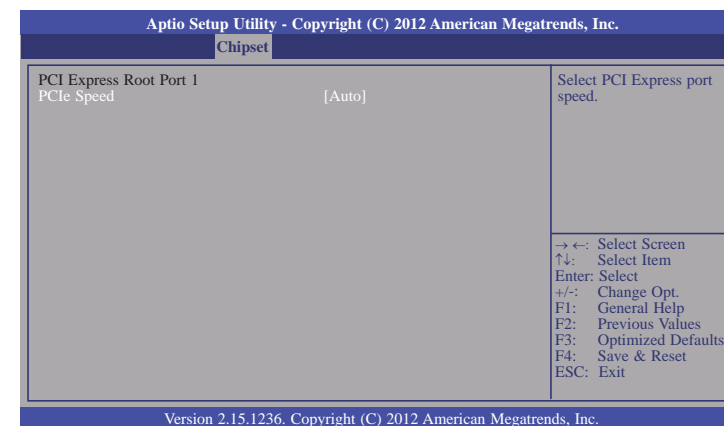 Aptio Setup Utility - Copyright (C) 2012 American Megatrends, Inc.
Chipset
PCI Express Root Port 1
PCIe Speed [Auto]
Select PCI Express port
speed.
→ ←: Select Screen
↑↓: Select Item
Enter: Select
+/-: Change Opt.
F1: General Help
F2: Previous Values
F3: Optimized Defaults
F4: Save & Reset
ESC: Exit
Version 2.15.1236. Copyright (C) 2012 American Megatrends, Inc.